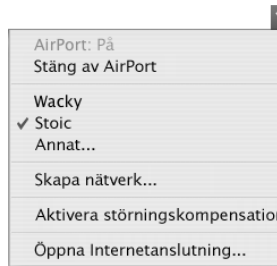 AirPort: På
Stäng av AirPort
Wacky
✓ Stoic
Annat...
Skapa nätverk...
Aktivera störningskompensatio
Öppna Internetanslutning...